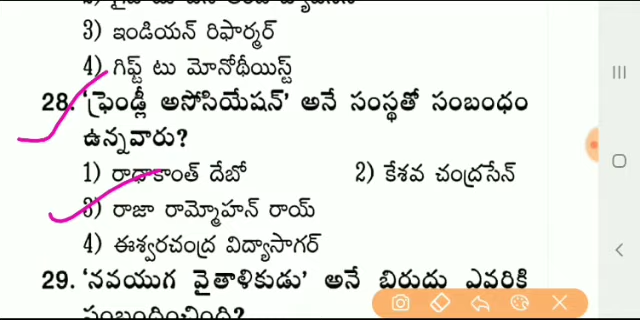 3) ఇండియన్ రిఫార్మర్
4) గిఫ్ట్ టు మోనోథీయిస్ట్
28. 'ఫ్రెండ్లీ అసోసియేషన్' అనే సంస్థతో సంబంధం
ఉన్నవారు?
1) రాధాకాంత్ దేబో 2) కేశవ చంద్రసేన్
3) రాజా రామ్మోహన్ రాయ్
4) ఈశ్వరచంద్ర విద్యాసాగర్
29. 'నవయుగ వైతాళికుడు' అనే బిరుదు ఎవరికి
సంబంధించింది?